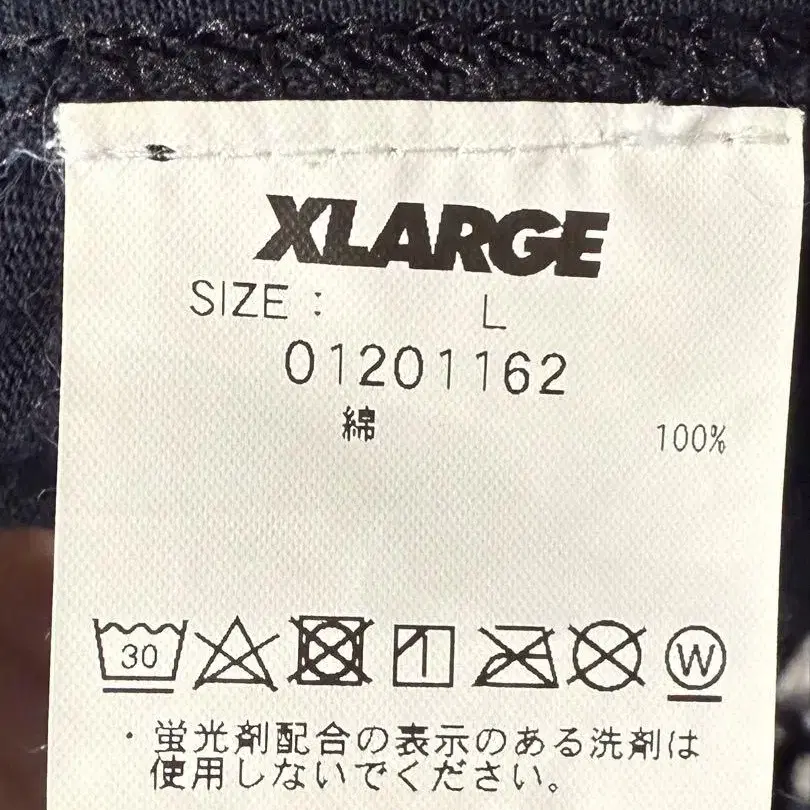 XLARGE
SIZE : L
01201162
綿 100%
30 W
・蛍光剤配合の表示のある洗剤は
使用しないでください。